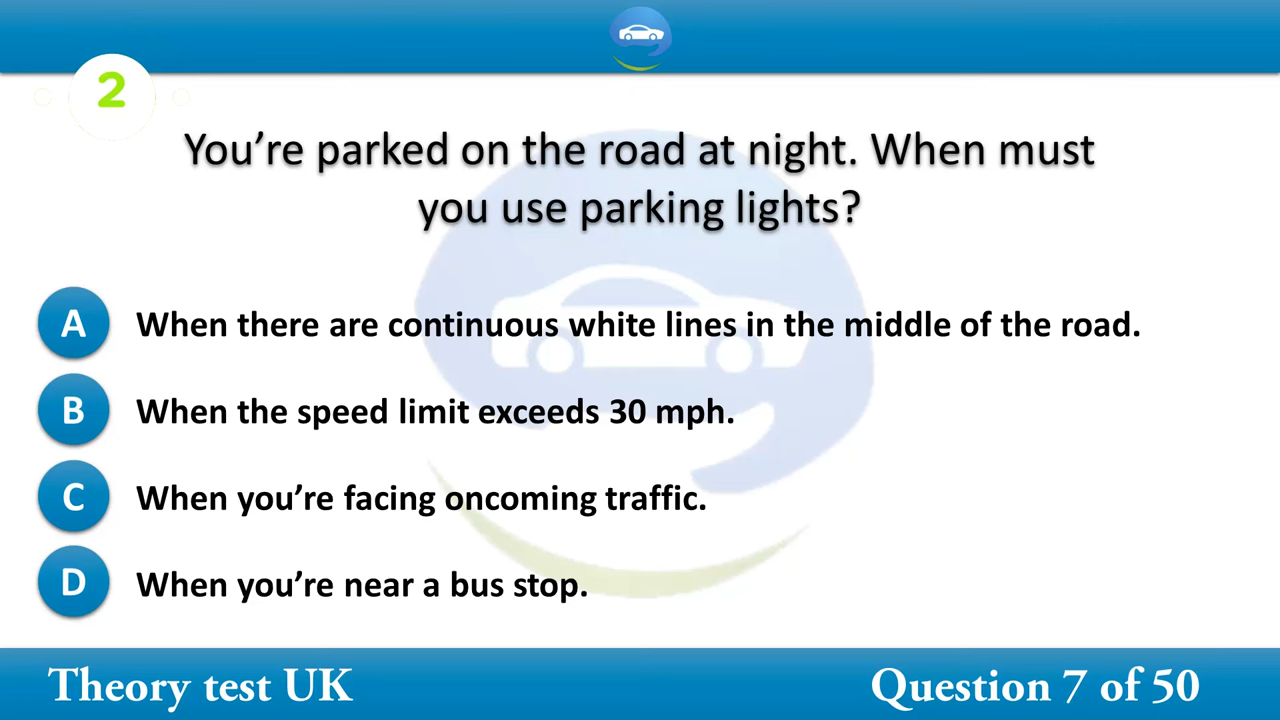 2
You’re parked on the road at night. When must
you use parking lights?
A When there are continuous white lines in the middle of the road.
B When the speed limit exceeds 30 mph.
C When you’re facing oncoming traffic.
D When you’re near a bus stop.
Theory test UK Question 7 of 50